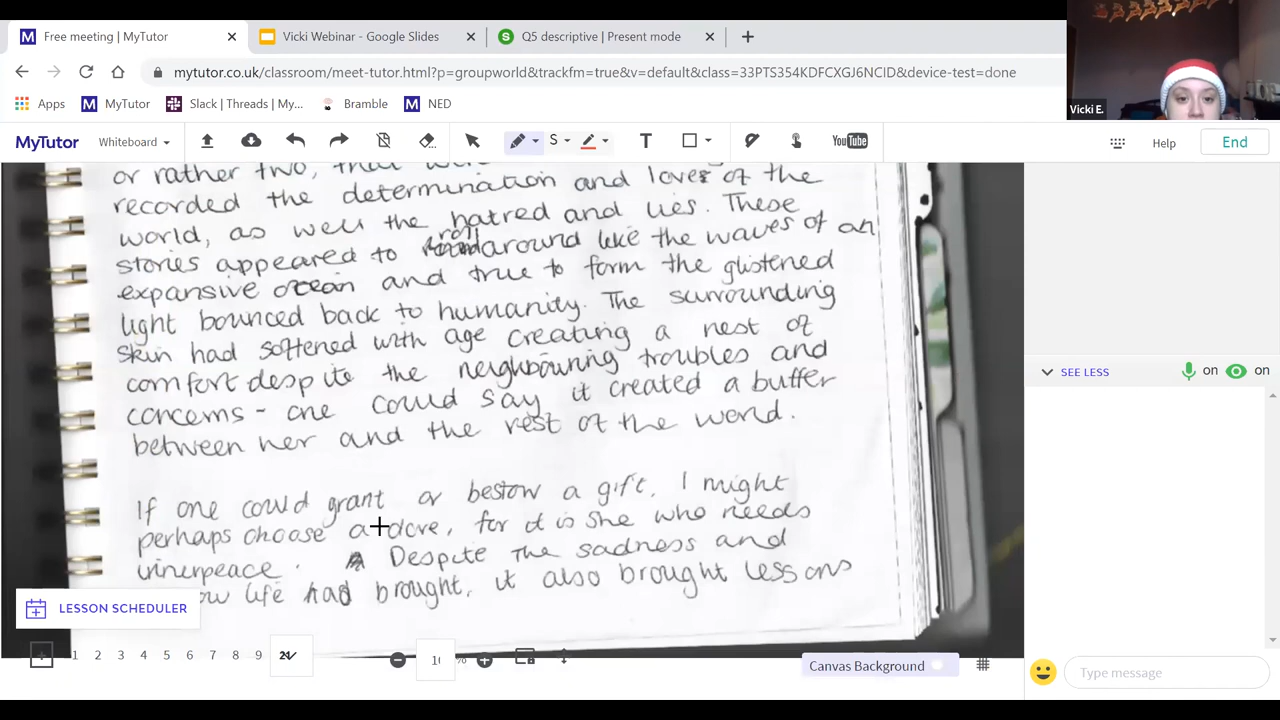 Free meeting | MyTutor
Vicki Webinar - Google Slides
Q5 descriptive | Present mode
mytutor.co.uk/classroom/meet-tutor.html?p=groupworld&trackfm=true&v=default&class=33PTS354KDFCXGJ6NCID&device-test=done
Vicki E.
Apps
MyTutor
Slack | Threads | My...
Bramble
NED
MyTutor
Whiteboard
S
T
YouTube
Help
End
or rather two, that were
recorded the determination and loves of the
world, as well the hatred and lies. These
stories appeared to roll around like the waves of an
expansive ocean and true to form the glistened
light bounced back to humanity. The surrounding
skin had softened with age creating a nest of
comfort despite the neighbouring troubles and
concerns - one could say it created a buffer
between her and the rest of the world.
If one could grant or bestow a gift, I might
perhaps choose a dove, for it is she who needs
innerpeace. Despite the sadness and
life had brought, it also brought lessons
SEE LESS
on
on
LESSON SCHEDULER
1 2 3 4 5 6 7 8 9
%
Canvas Background
Type message